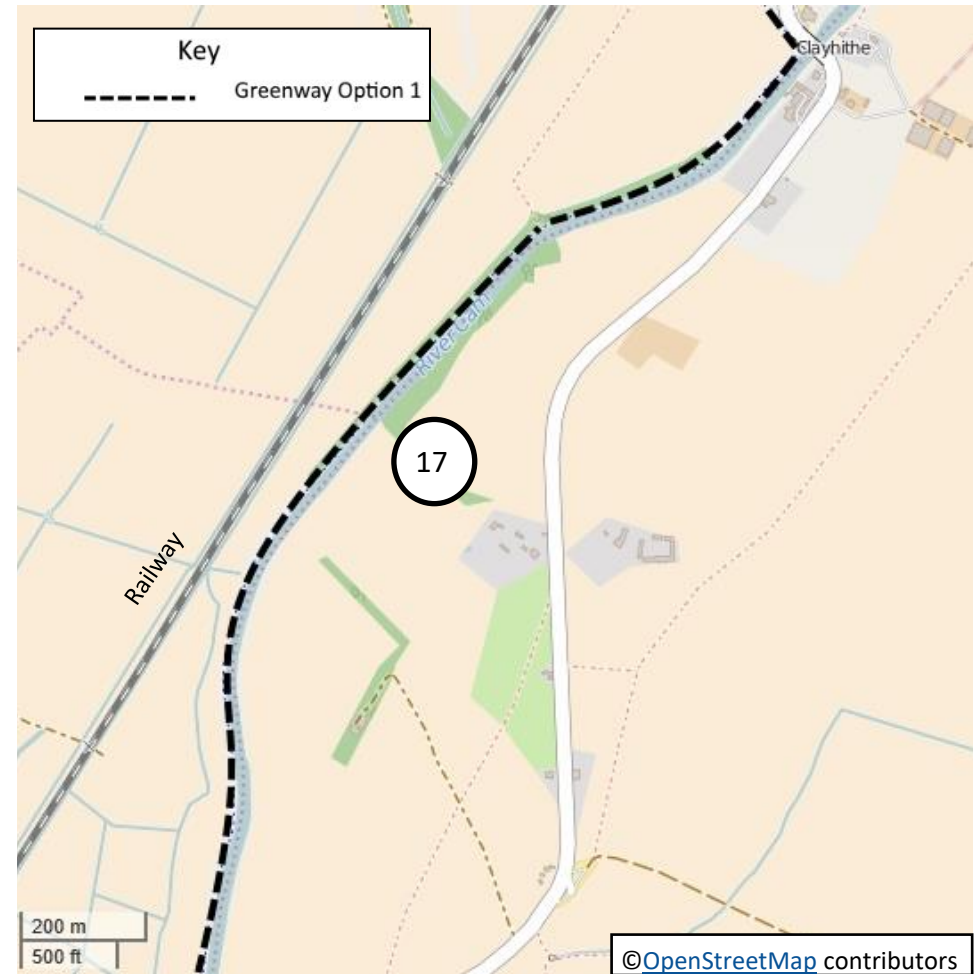 Key
Greenway Option 1
Clayhithe
River Cam
17
Railway
200 m
500 ft
©OpenStreetMap contributors